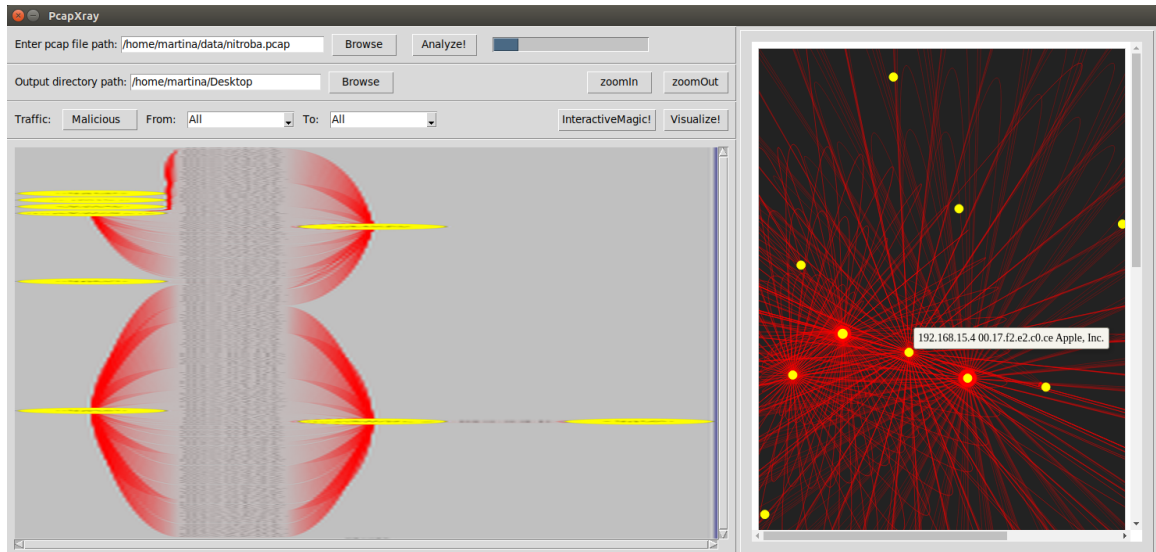 PcapXray
Enter pcap file path: /home/martina/data/nitroba.pcap Browse Analyze!
Output directory path: /home/martina/Desktop Browse zoomIn zoomOut
Traffic: Malicious From: All To: All InteractiveMagic! Visualize!
192.168.15.4 00.17.f2.e2.c0.ce Apple, Inc.